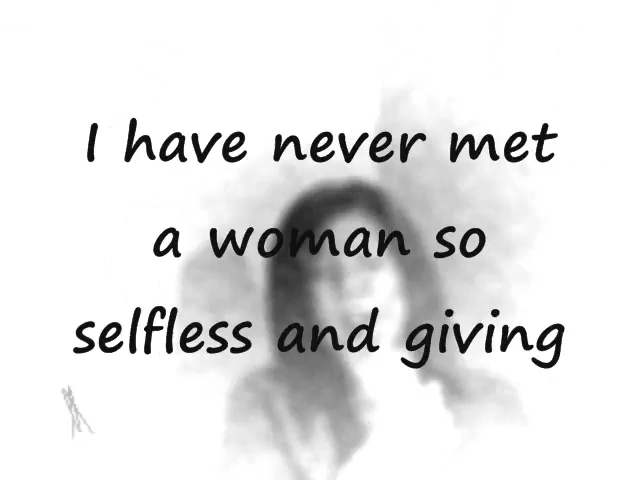 I have never met
a woman so
selfless and giving